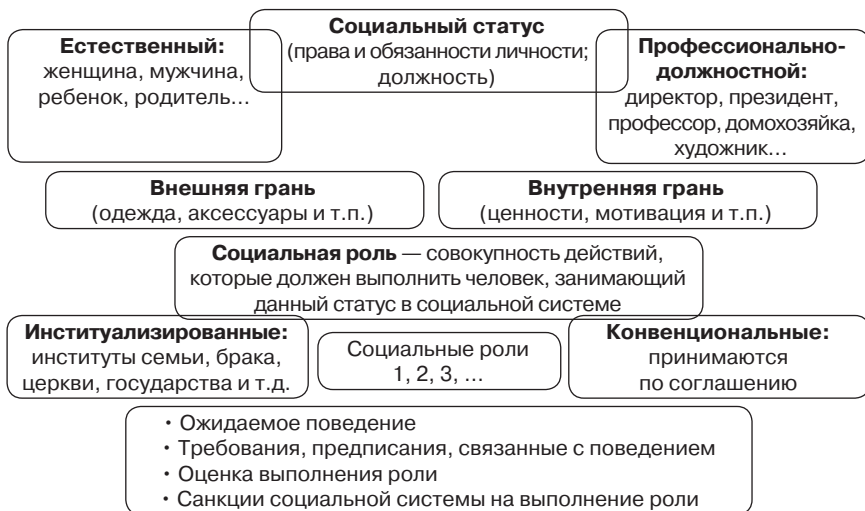 Социальный статус
(права и обязанности личности;
должность)
Естественный:
женщина, мужчина,
ребенок, родитель…
Профессионально-
должностной:
директор, президент,
профессор, домохозяйка,
художник…
Внешняя грань
(одежда, аксессуары и т.п.)
Внутренняя грань
(ценности, мотивация и т.п.)
Социальная роль — совокупность действий,
которые должен выполнить человек, занимающий
данный статус в социальной системе
Институализированные:
институты семьи, брака,
церкви, государства и т.д.
Социальные роли
1, 2, 3, …
Конвенциональные:
принимаются
по соглашению
• Ожидаемое поведение
• Требования, предписания, связанные с поведением
• Оценка выполнения роли
• Санкции социальной системы на выполнение роли